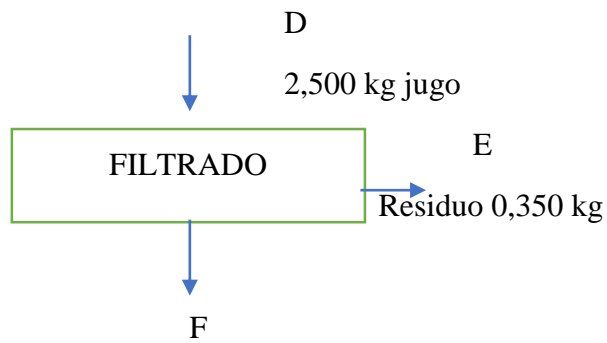 D
2,500 kg jugo
FILTRADO
E
Residuo 0,350 kg
F